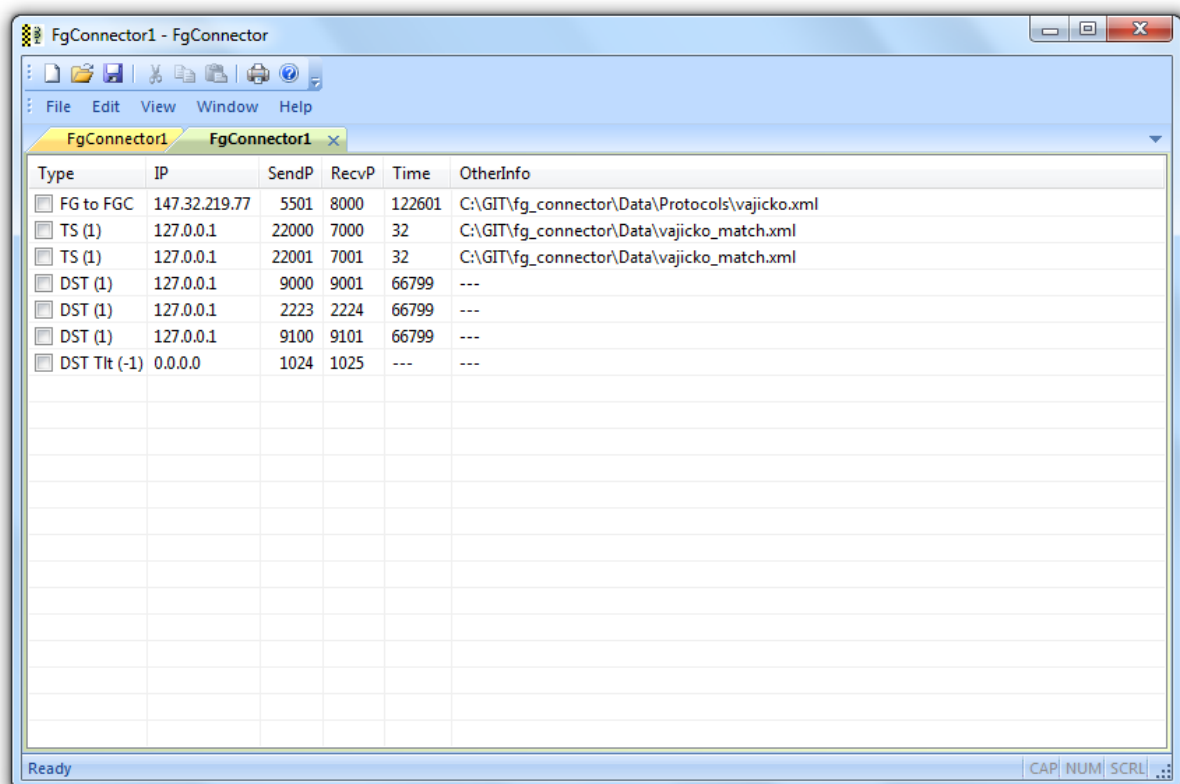 FgConnector1 - FgConnector
File Edit View Window Help
FgConnector1 FgConnector1
Type IP SendP RecvP Time OtherInfo
FG to FGC 147.32.219.77 5501 8000 122601 C:\GIT\fg_connector\Data\Protocols\vajicko.xml
TS (1) 127.0.0.1 22000 7000 32 C:\GIT\fg_connector\Data\vajicko_match.xml
TS (1) 127.0.0.1 22001 7001 32 C:\GIT\fg_connector\Data\vajicko_match.xml
DST (1) 127.0.0.1 9000 9001 66799 ---
DST (1) 127.0.0.1 2223 2224 66799 ---
DST (1) 127.0.0.1 9100 9101 66799 ---
DST Tlt (-1) 0.0.0.0 1024 1025 --- ---
Ready CAP NUM SCRL